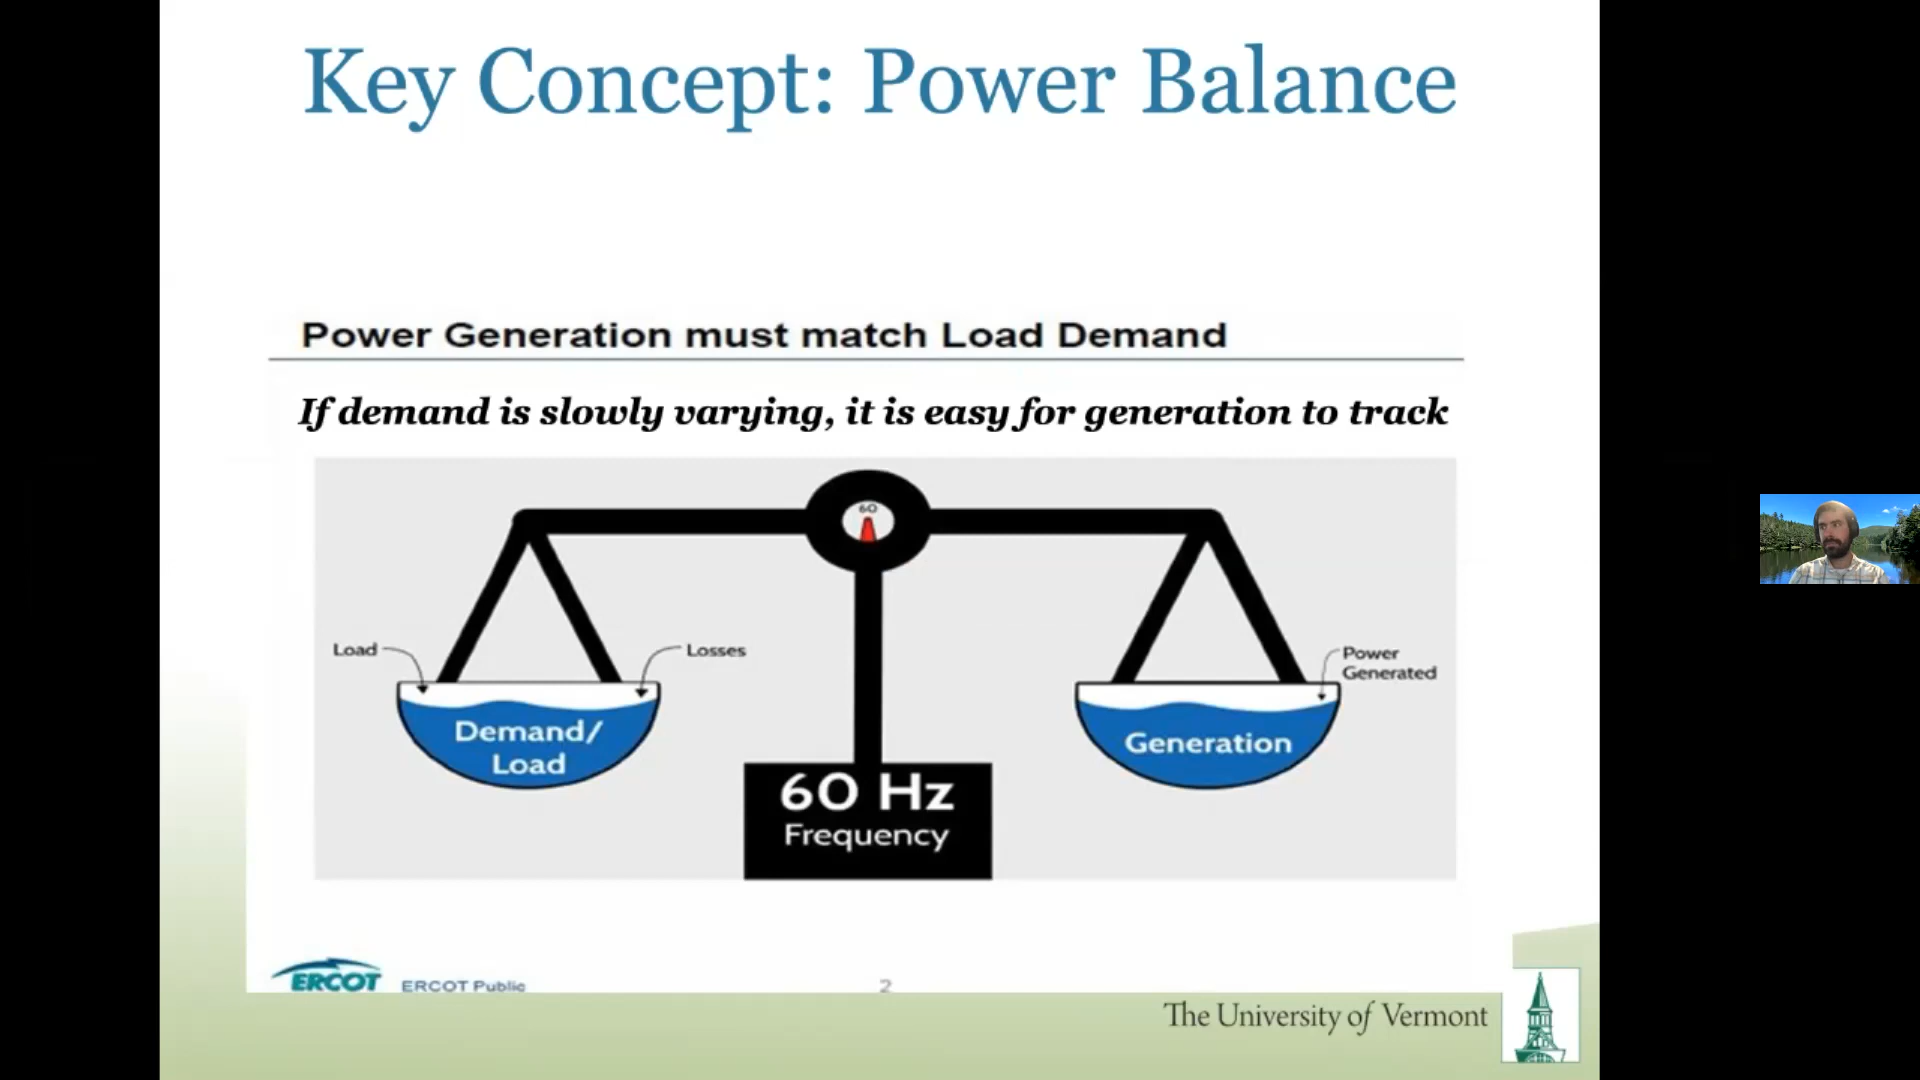 Key Concept: Power Balance
Power Generation must match Load Demand
If demand is slowly varying, it is easy for generation to track
60
Load
Losses
Power
Generated
Demand/
Load
Generation
60 Hz
Frequency
ERCOT
ERCOT Public
2
The University of Vermont